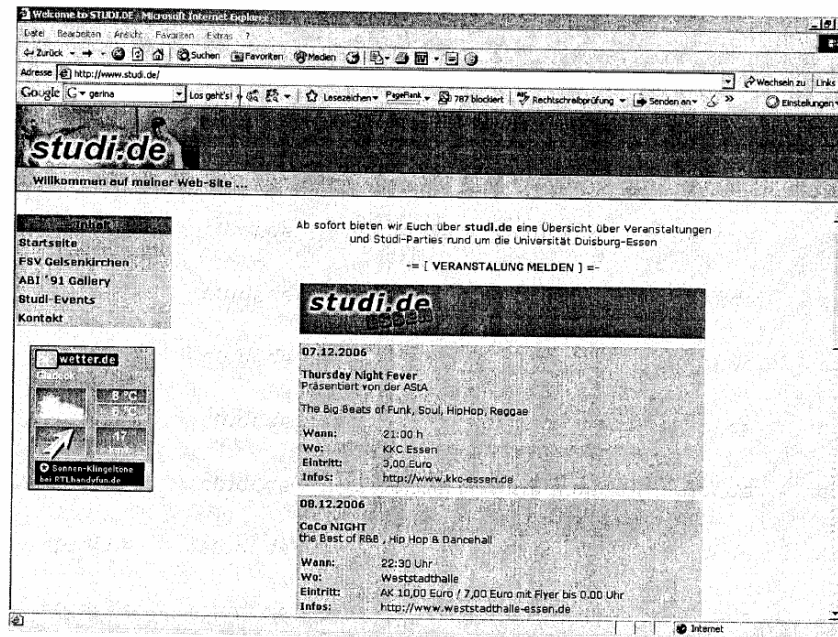 Welcome to STUDI.DE - Microsoft Internet Explorer
Datei Bearbeiten Ansicht Favoriten Extras ?
Zurück Suchen Favoriten Medien
Adresse http://www.studi.de/ Wechseln zu Links
Google G gerina Los geht's! Lesezeichen PageRank 787 blockiert Rechtschreibprüfung Senden an Einstellungen
studi.de
Willkommen auf meiner Web-Site ...
Inhalt
Startseite
FSV Gelsenkirchen
ABI '91 Gallery
Studi-Events
Kontakt
wetter.de
8 °C
17
Sonnen-Klingeltöne
bei RTLhandyfun.de
Ab sofort bieten wir Euch über studi.de eine Übersicht über Veranstaltungen
und Studi-Parties rund um die Universität Duisburg-Essen
-= [ VERANSTALUNG MELDEN ] =-
studi.de
ESSEN
07.12.2006
Thursday Night Fever
Präsentiert von der AStA
The Big Beats of Funk, Soul, HipHop, Reggae
Wann: 21:00 h
Wo: KKC Essen
Eintritt: 3,00 Euro
Infos: http://www.kkc-essen.de
08.12.2006
CoCo NIGHT
the Best of R&B , Hip Hop & Dancehall
Wann: 22:30 Uhr
Wo: Weststadthalle
Eintritt: AK 10,00 Euro / 7,00 Euro mit Flyer bis 0.00 Uhr
Infos: http://www.weststadthalle-essen.de
Internet